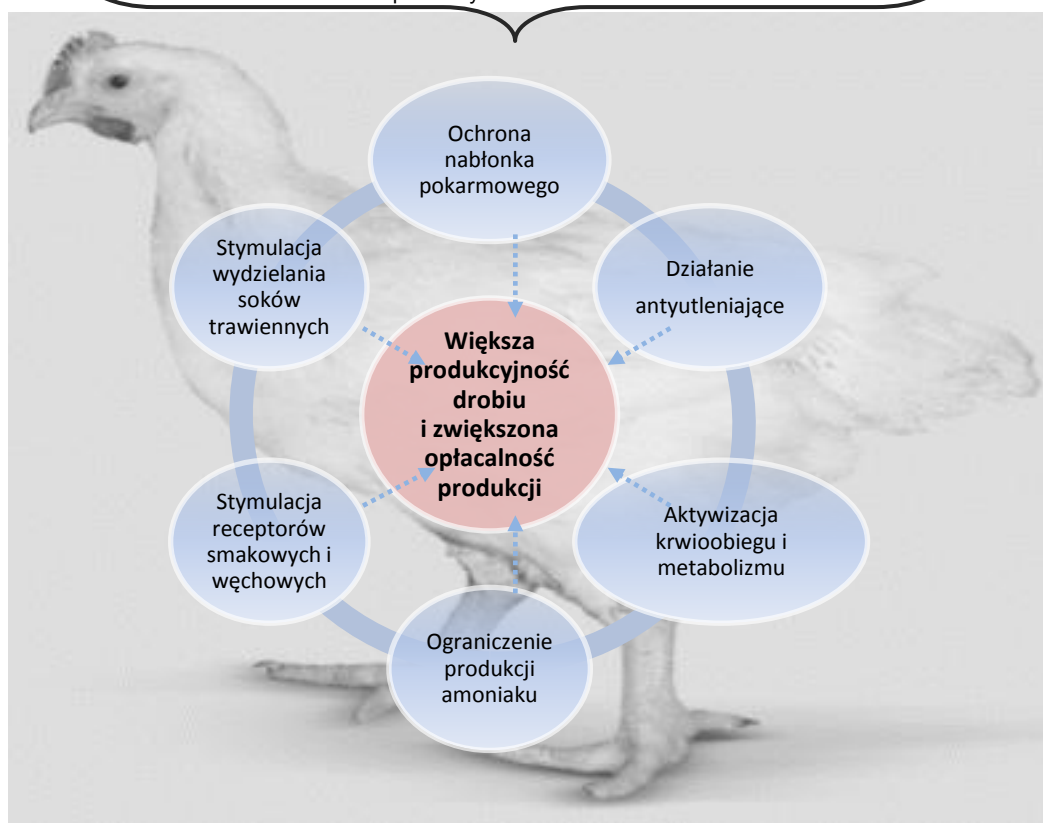 Ochrona
nabłonka
pokarmowego
Stymulacja
wydzielania
soków
trawiennych
Działanie
antyutleniające
Większa
produkcyjność
drobiu
i zwiększona
opłacalność
produkcji
Stymulacja
receptorów
smakowych i
węchowych
Aktywizacja
krwioobiegu i
metabolizmu
Ograniczenie
produkcji
amoniaku